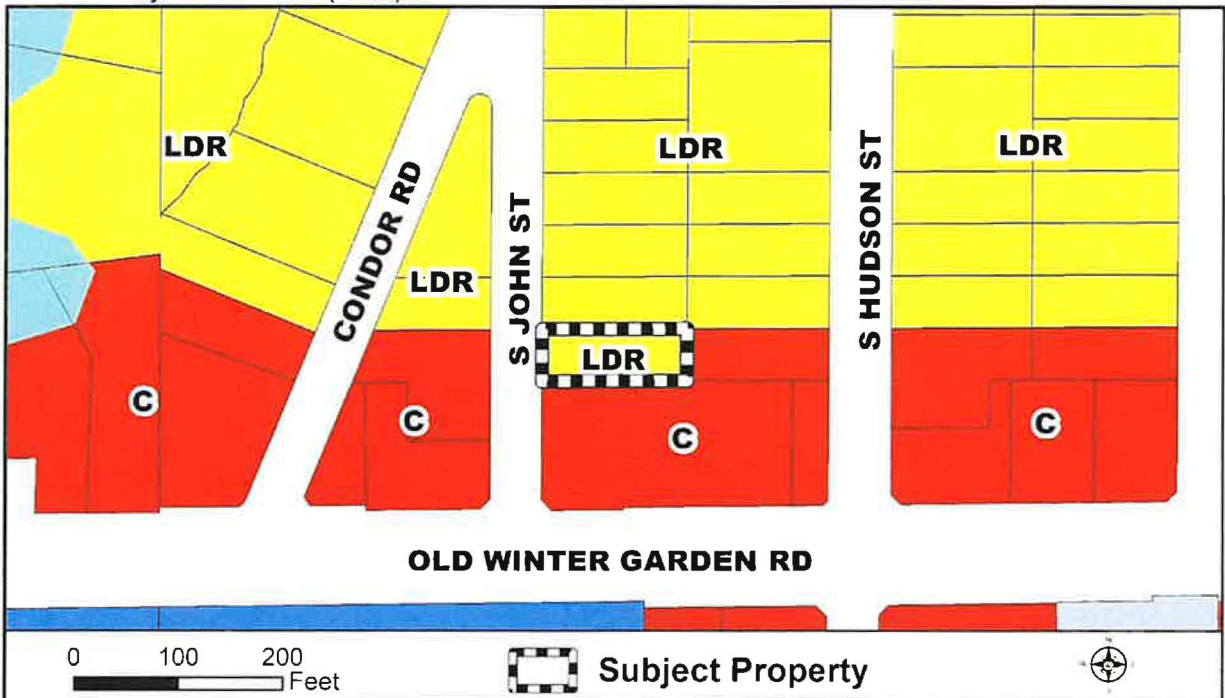 LDR
LDR
LDR
CONDOR RD
S JOHN ST
S HUDSON ST
LDR
LDR
C
C
C
C
OLD WINTER GARDEN RD
0 100 200
Feet
Subject Property